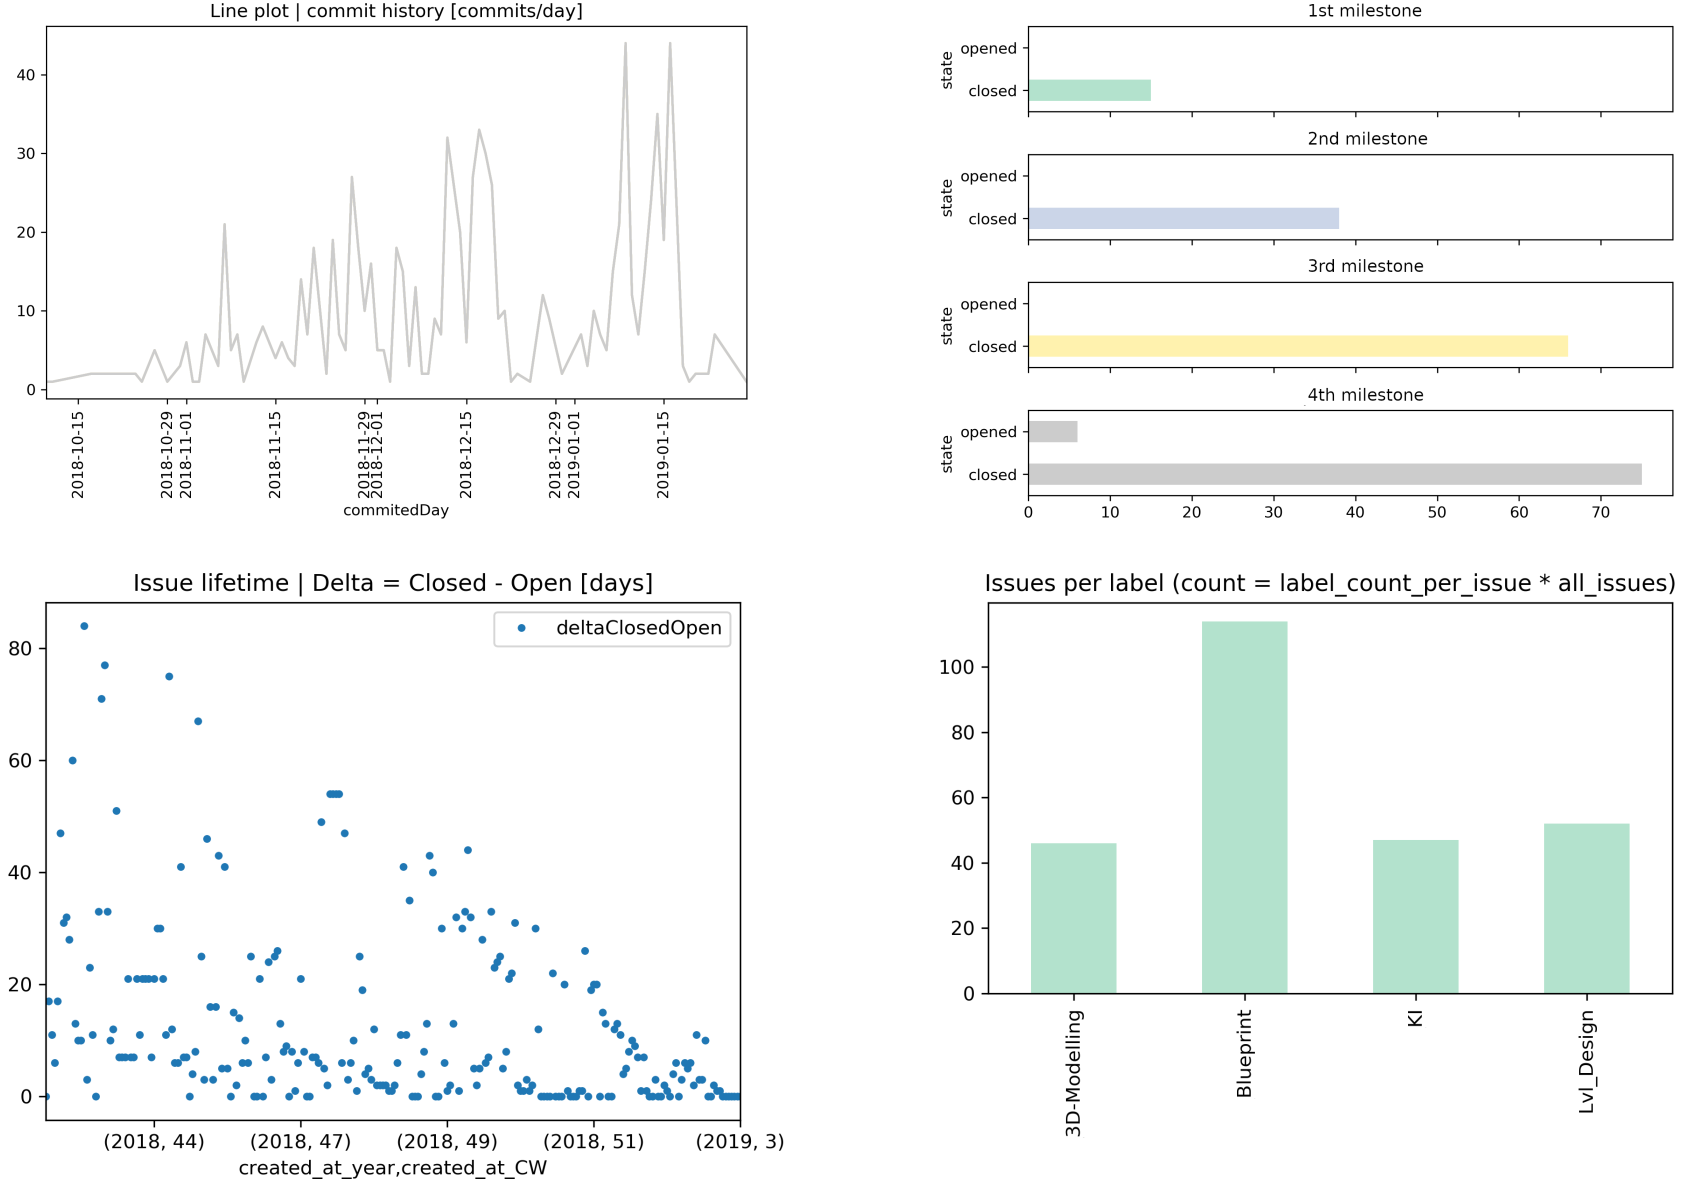 Line plot | commit history [commits/day]
40
30
20
10
0
2018-10-15
2018-10-29
2018-11-01
2018-11-15
2018-11-29
2018-12-01
2018-12-15
2018-12-29
2019-01-01
2019-01-15
commitedDay
1st milestone
state
opened
closed
2nd milestone
state
opened
closed
3rd milestone
state
opened
closed
4th milestone
state
opened
closed
0 10 20 30 40 50 60 70
Issue lifetime | Delta = Closed - Open [days]
deltaClosedOpen
80
60
40
20
0
(2018, 44) (2018, 47) (2018, 49) (2018, 51) (2019, 3)
created_at_year,created_at_CW
Issues per label (count = label_count_per_issue * all_issues)
100
80
60
40
20
0
3D-Modelling
Blueprint
KI
Lvl_Design